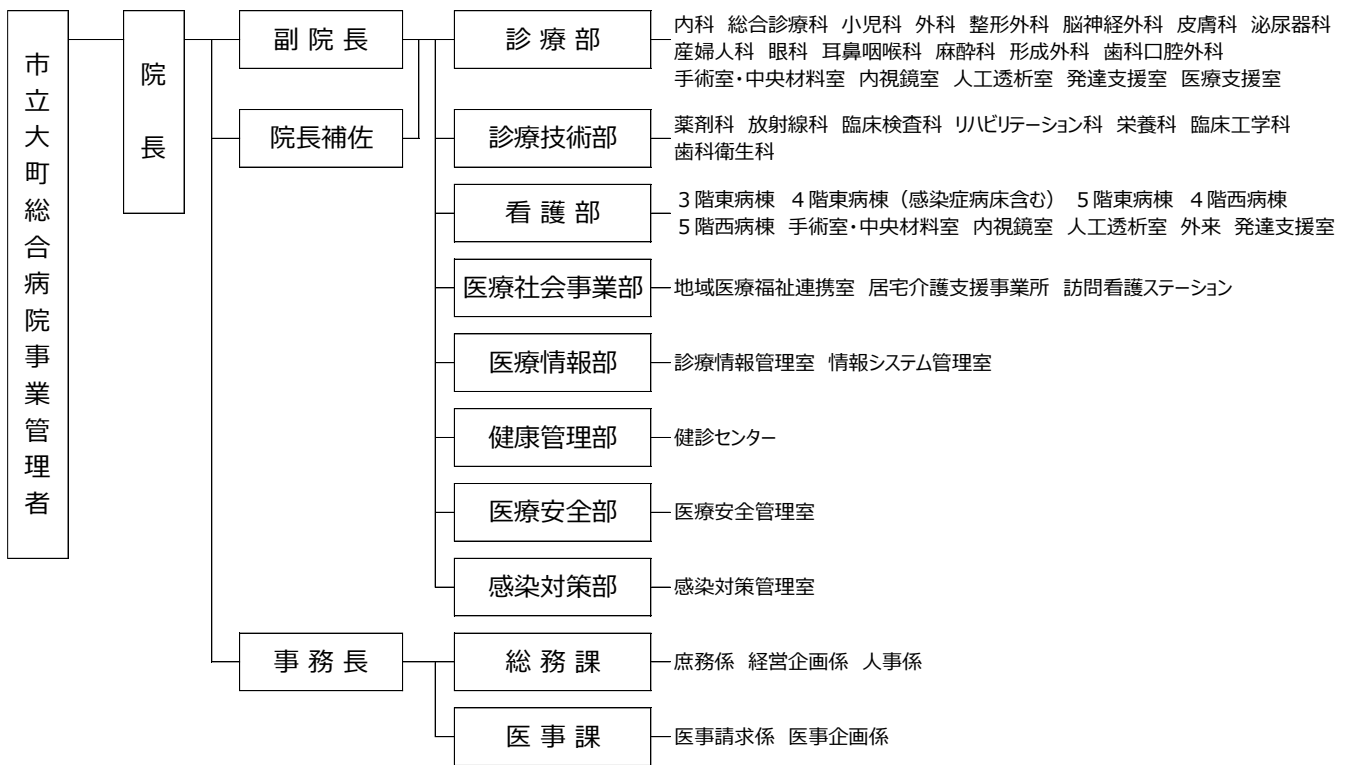 市立大町総合病院事業管理者
院長
副院長
院長補佐
診療部
内科 総合診療科 小児科 外科 整形外科 脳神経外科 皮膚科 泌尿器科
産婦人科 眼科 耳鼻咽喉科 麻酔科 形成外科 歯科口腔外科
手術室・中央材料室 内視鏡室 人工透析室 発達支援室 医療支援室
診療技術部
薬剤科 放射線科 臨床検査科 リハビリテーション科 栄養科 臨床工学科
歯科衛生科
看護部
3階東病棟 4階東病棟（感染症病床含む） 5階東病棟 4階西病棟
5階西病棟 手術室・中央材料室 内視鏡室 人工透析室 外来 発達支援室
医療社会事業部
地域医療福祉連携室 居宅介護支援事業所 訪問看護ステーション
医療情報部
診療情報管理室 情報システム管理室
健康管理部
健診センター
医療安全部
医療安全管理室
感染対策部
感染対策管理室
事務長
総務課
庶務係 経営企画係 人事係
医事課
医事請求係 医事企画係